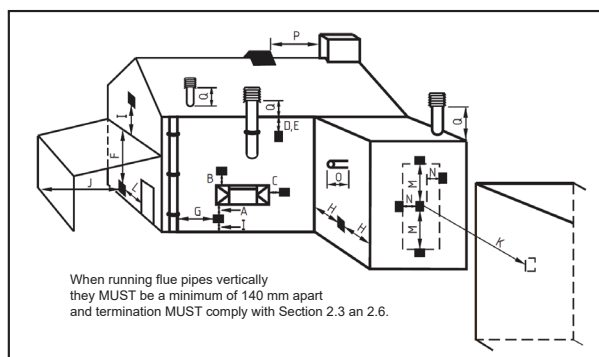 P
Q
Q
Q
I
D,E
F
B
C
O
M
N
J
L
G
A
I
H
H
N
M
K
When running flue pipes vertically
they MUST be a minimum of 140 mm apart
and termination MUST comply with Section 2.3 an 2.6.